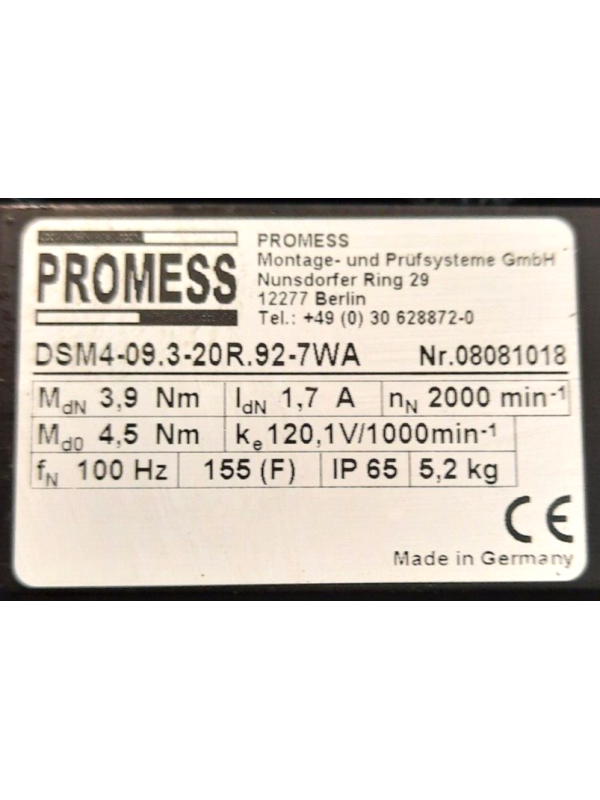 PROMESS
PROMESS
Montage- und Prüfsysteme GmbH
Nunsdorfer Ring 29
12277 Berlin
Tel.: +49 (0) 30 628872-0
DSM4-09.3-20R.92-7WA Nr.08081018
MdN 3,9 Nm IdN 1,7 A nN 2000 min-1
Md0 4,5 Nm ke 120,1V/1000min-1
fN 100 Hz 155 (F) IP 65 5,2 kg
CE
Made in Germany